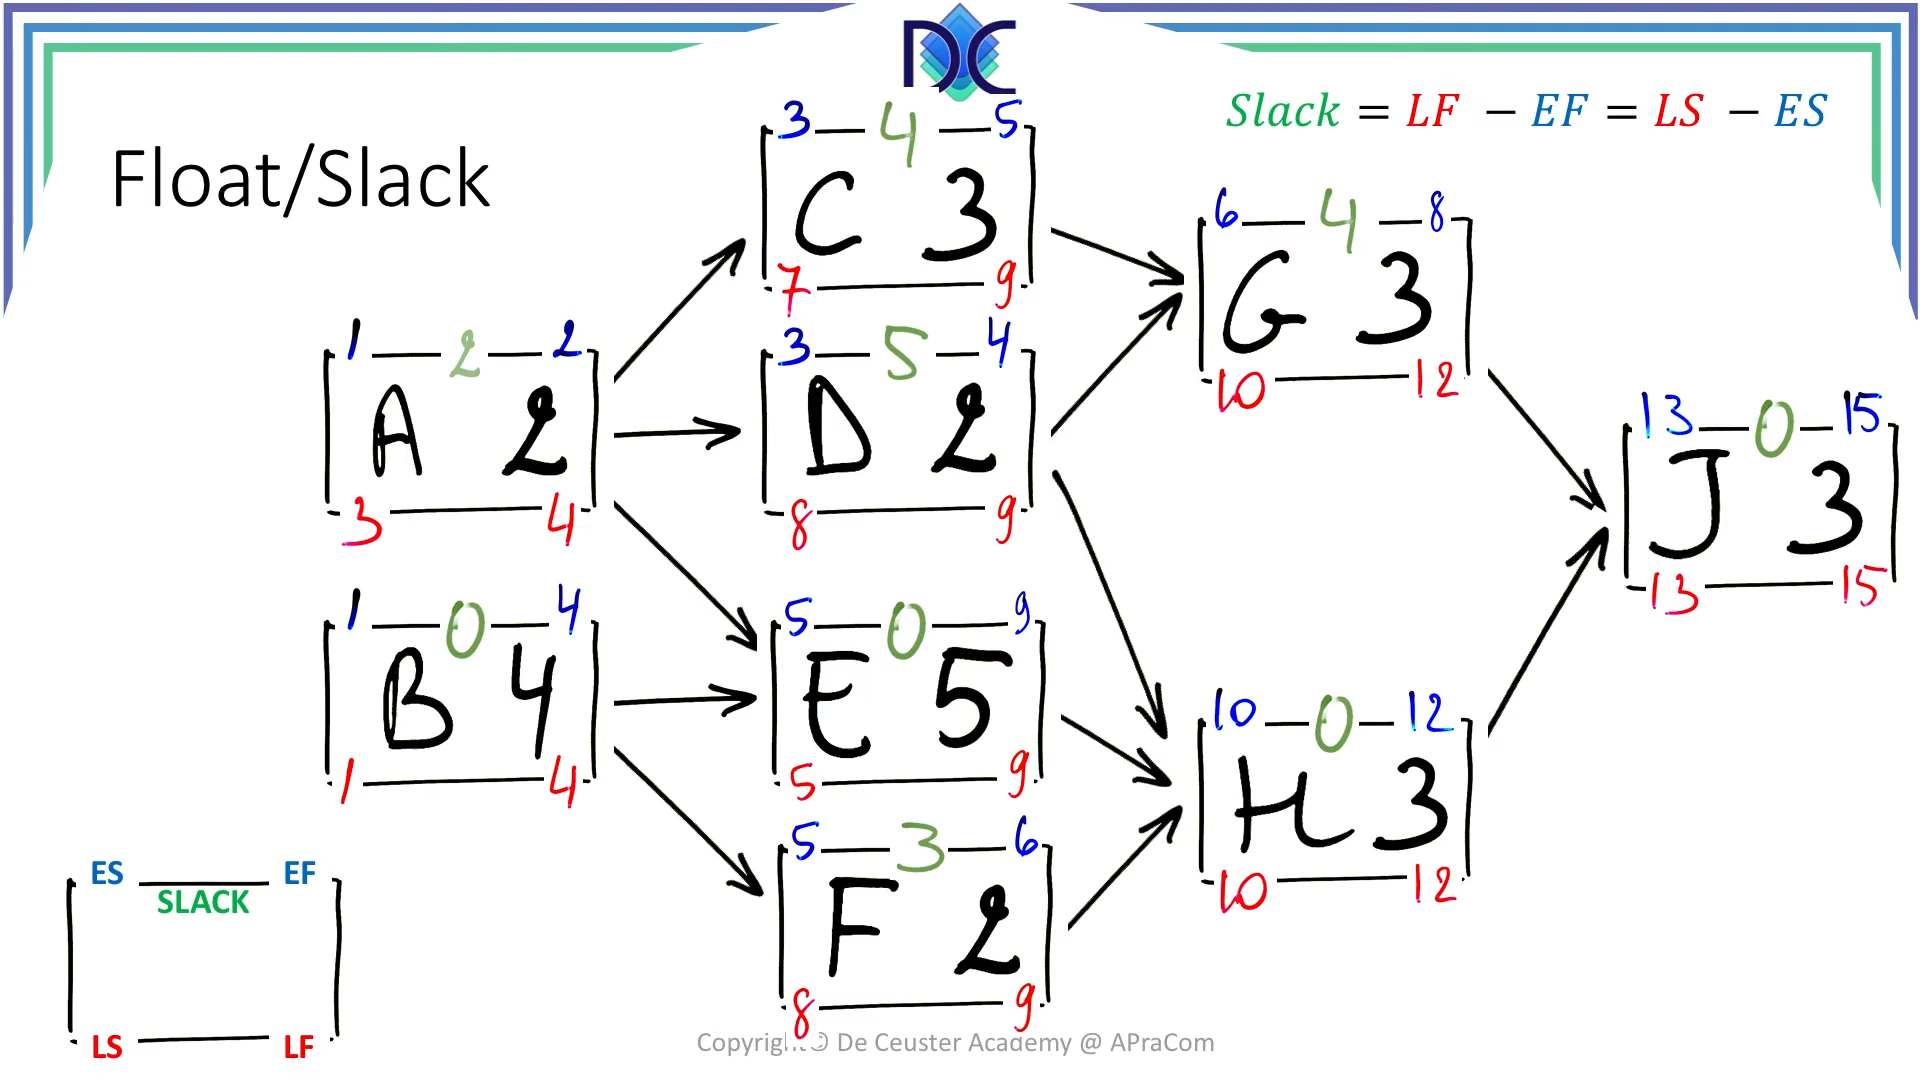 DC
Slack = LF − EF = LS − ES
Float/Slack
3 4 5
C 3
7 9
6 4 8
G 3
10 12
1 2 2
A 2
3 4
3 5 4
D 2
8 9
13 0 15
J 3
13 15
1 0 4
B 4
1 4
5 0 9
E 5
5 9
10 0 12
H 3
10 12
5 3 6
F 2
8 9
ES EF
SLACK
LS LF
Copyright © De Ceuster Academy @ APraCom